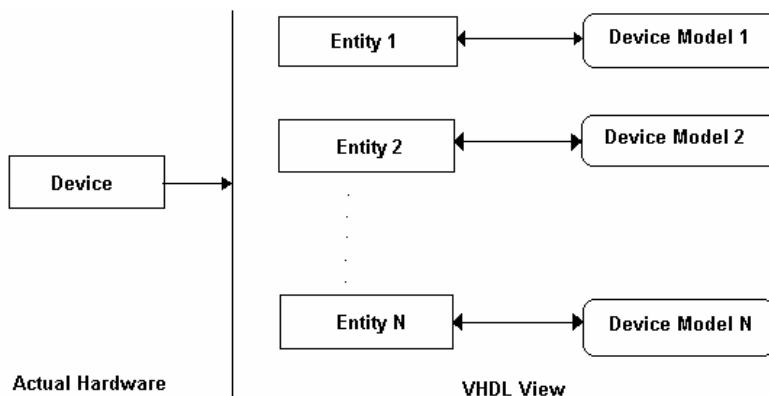 Entity 1
Device Model 1
Entity 2
Device Model 2
Device
Entity N
Device Model N
Actual Hardware
VHDL View